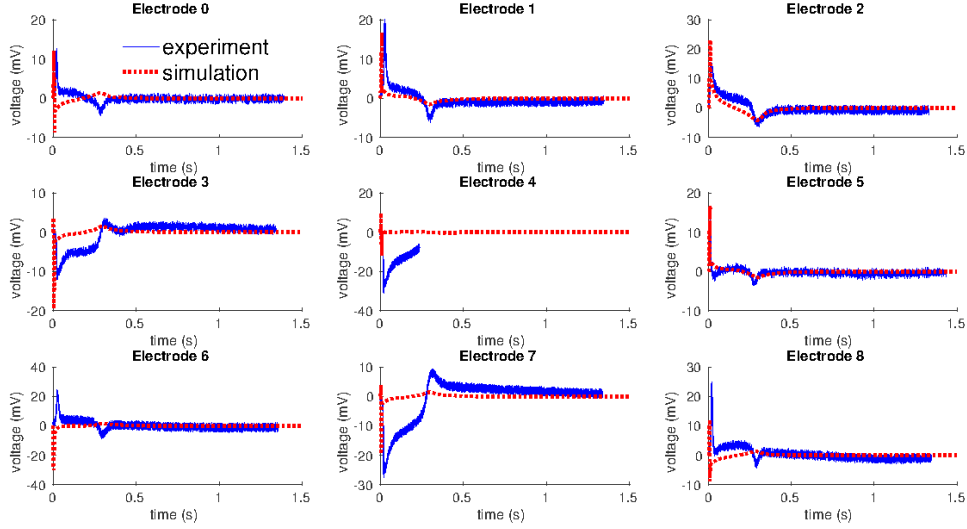 Electrode 0 Electrode 1 Electrode 2
20 20 30
experiment
simulation
20
10 10
10
0 0
0
-10 -10 -10
voltage (mV) voltage (mV) voltage (mV)
0 0.5 1 1.5 0 0.5 1 1.5 0 0.5 1 1.5
time (s) time (s) time (s)
Electrode 3 Electrode 4 Electrode 5
10 20 30
20
0 0
10
-10 -20
0
-20 -40 -10
voltage (mV) voltage (mV) voltage (mV)
0 0.5 1 1.5 0 0.5 1 1.5 0 0.5 1 1.5
time (s) time (s) time (s)
Electrode 6 Electrode 7 Electrode 8
40 10 30
20 0 20
0 10
-10
-20 0
-20
-40 -30 -10
voltage (mV) voltage (mV) voltage (mV)
0 0.5 1 1.5 0 0.5 1 1.5 0 0.5 1 1.5
time (s) time (s) time (s)